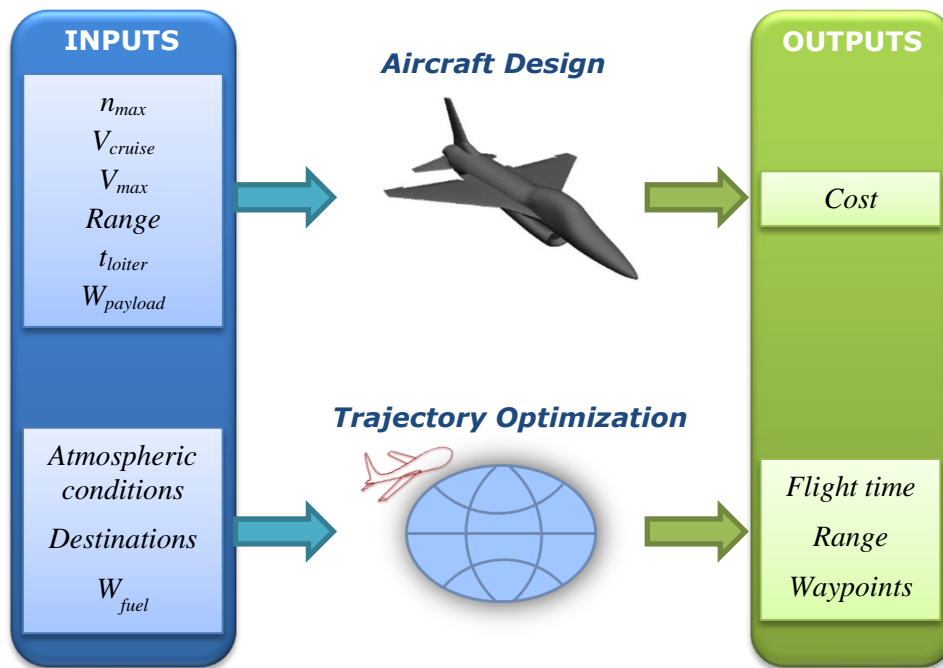 INPUTS
n_max
V_cruise
V_max
Range
t_loiter
W_payload
Aircraft Design
OUTPUTS
Cost
Atmospheric
conditions
Destinations
W_fuel
Trajectory Optimization
Flight time
Range
Waypoints